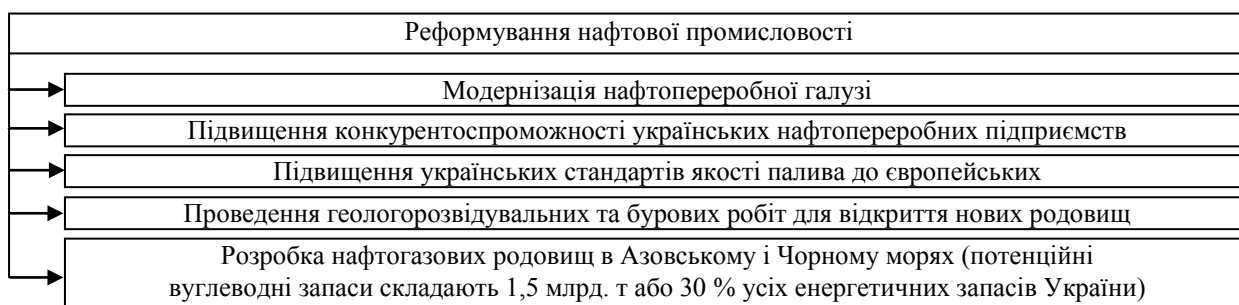 Реформування нафтової промисловості
Модернізація нафтопереробної галузі
Підвищення конкурентоспроможності українських нафтопереробних підприємств
Підвищення українських стандартів якості палива до європейських
Проведення геологорозвідувальних та бурових робіт для відкриття нових родовищ
Розробка нафтогазових родовищ в Азовському і Чорному морях (потенційні
вуглеводні запаси складають 1,5 млрд. т або 30 % усіх енергетичних запасів України)